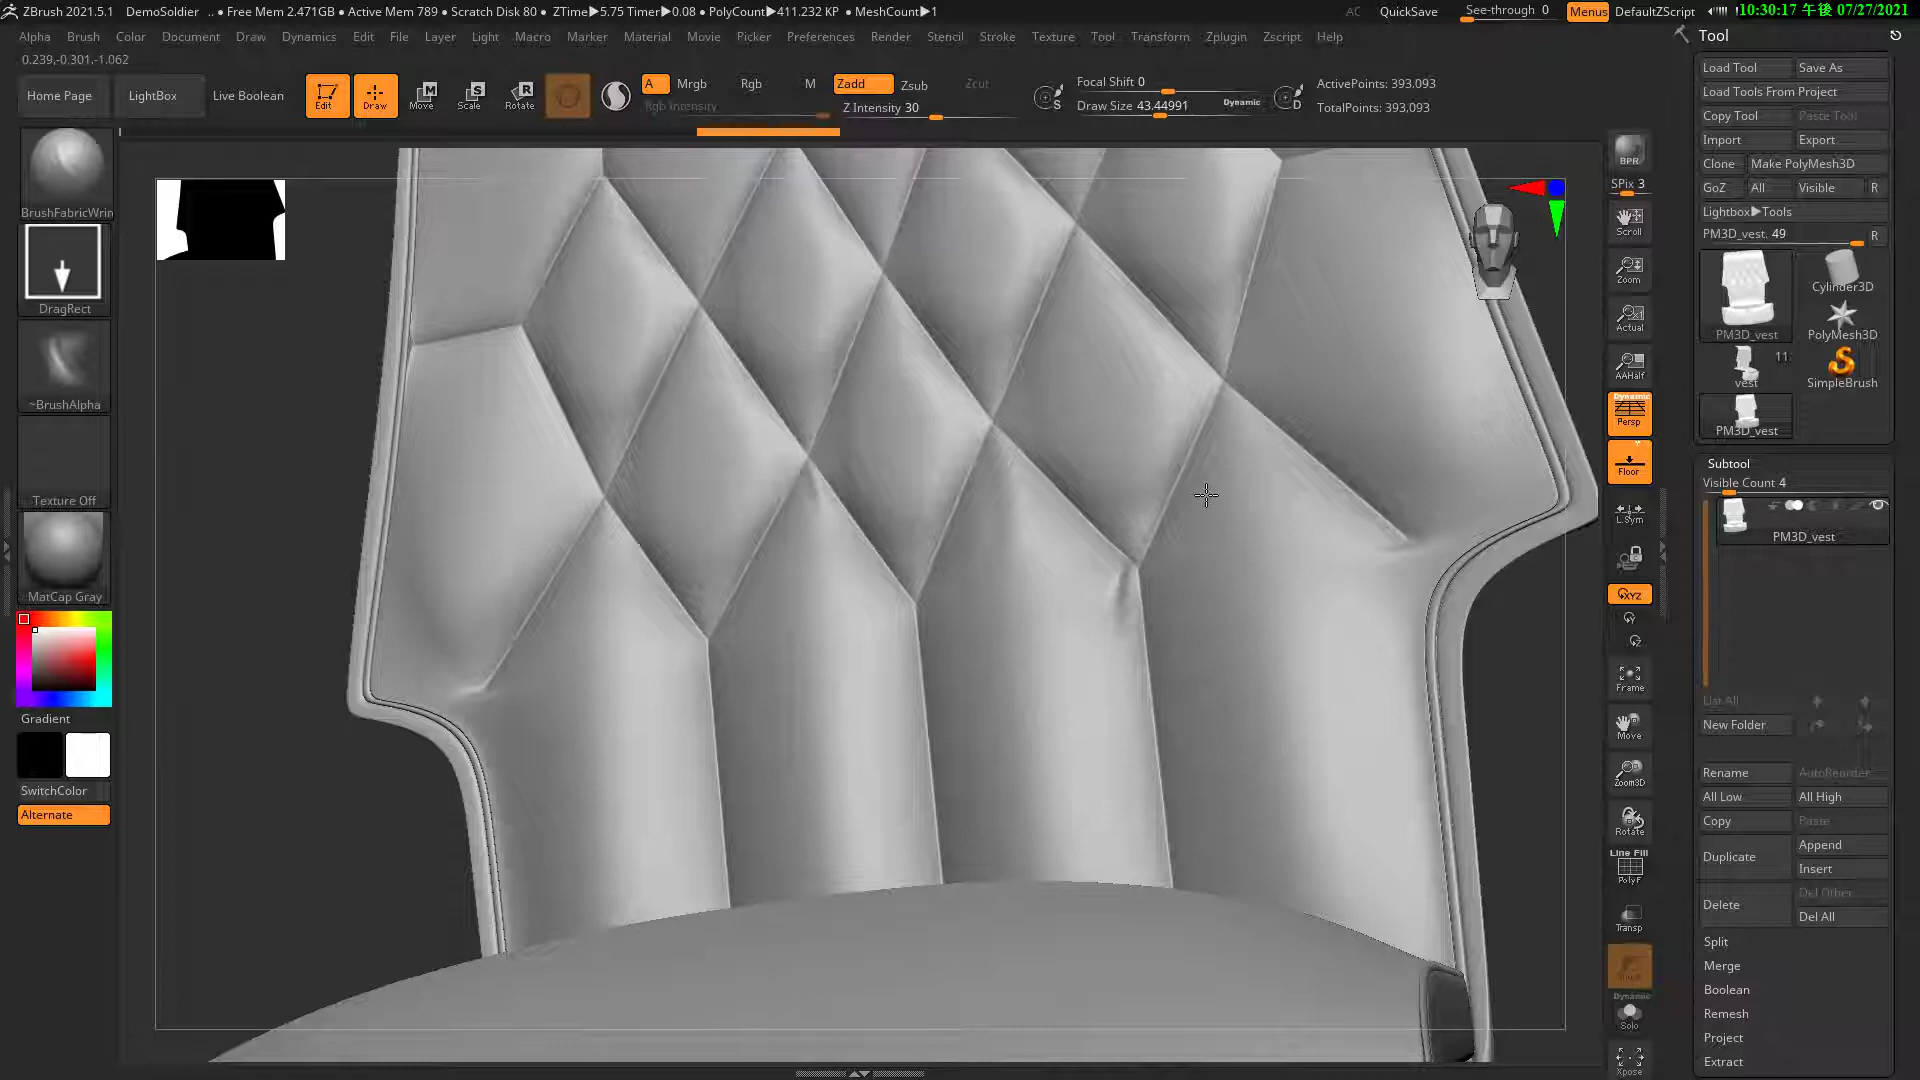 ZBrush 2021.5.1 DemoSoldier .. ● Free Mem 2.471GB ● Active Mem 789 ● Scratch Disk 80 ● ZTime▶5.75 Timer▶0.08 ● PolyCount▶411.232 KP ● MeshCount▶1 AC QuickSave See-through 0 Menus DefaultZScript 10:30:17 午後 07/27/2021
Alpha Brush Color Document Draw Dynamics Edit File Layer Light Macro Marker Material Movie Picker Preferences Render Stencil Stroke Texture Tool Transform Zplugin Zscript Help
0.239,-0.301,-1.062
Home Page LightBox Live Boolean Edit Draw Move Scale Rotate
A Mrgb Rgb M Zadd Zsub Zcut
Rgb Intensity Z Intensity 30
S Focal Shift 0
Draw Size 43.44991 Dynamic D
ActivePoints: 393,093
TotalPoints: 393,093
BrushFabricWrin
DragRect
~BrushAlpha
Texture Off
MatCap Gray
Gradient
SwitchColor
Alternate
BPR
SPix 3
Scroll
Zoom
Actual
AAHalf
Dynamic
Persp
Floor
L.Sym
XYZ
Frame
Move
Zoom3D
Rotate
Line Fill
PolyF
Transp
Dynamic
Solo
Xpose
Tool
Load Tool Save As
Load Tools From Project
Copy Tool Paste Tool
Import Export
Clone Make PolyMesh3D
GoZ All Visible R
Lightbox▶Tools
PM3D_vest. 49 R
PM3D_vest Cylinder3D
PolyMesh3D
11
vest SimpleBrush
PM3D_vest
Subtool
Visible Count 4
PM3D_vest
List All
New Folder
Rename AutoReorder
All Low All High
Copy Paste
Duplicate Append
Insert
Delete Del Other
Del All
Split
Merge
Boolean
Remesh
Project
Extract